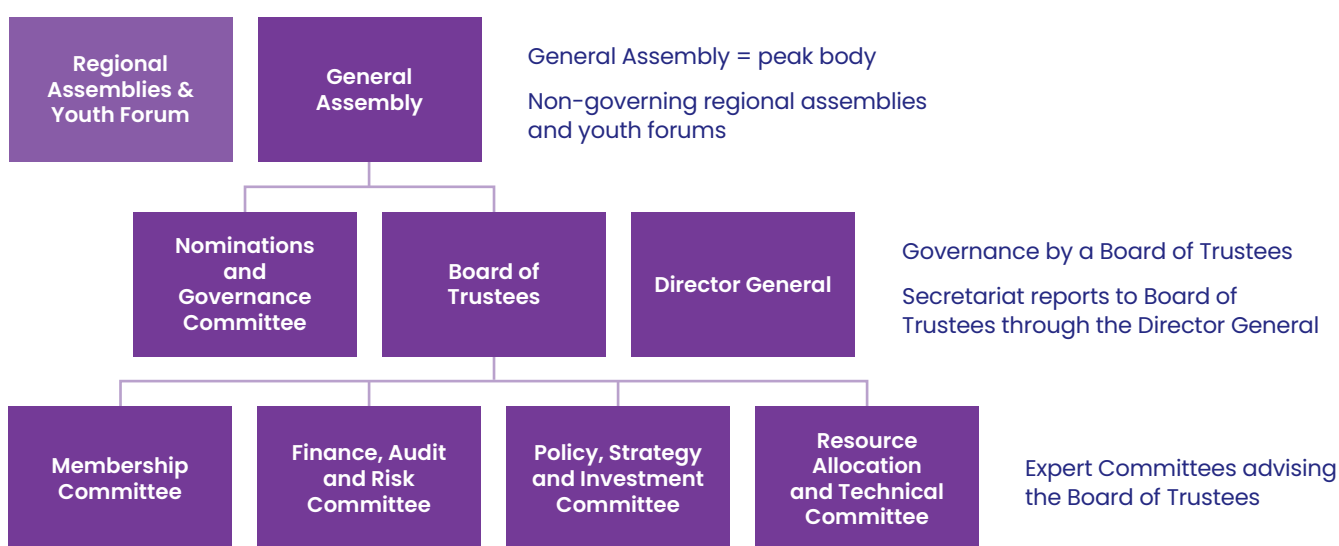 Regional
Assemblies &
Youth Forum
General
Assembly
General Assembly = peak body
Non-governing regional assemblies
and youth forums
Nominations
and
Governance
Committee
Board of
Trustees
Director General
Governance by a Board of Trustees
Secretariat reports to Board of
Trustees through the Director General
Membership
Committee
Finance, Audit
and Risk
Committee
Policy, Strategy
and Investment
Committee
Resource
Allocation
and Technical
Committee
Expert Committees advising
the Board of Trustees